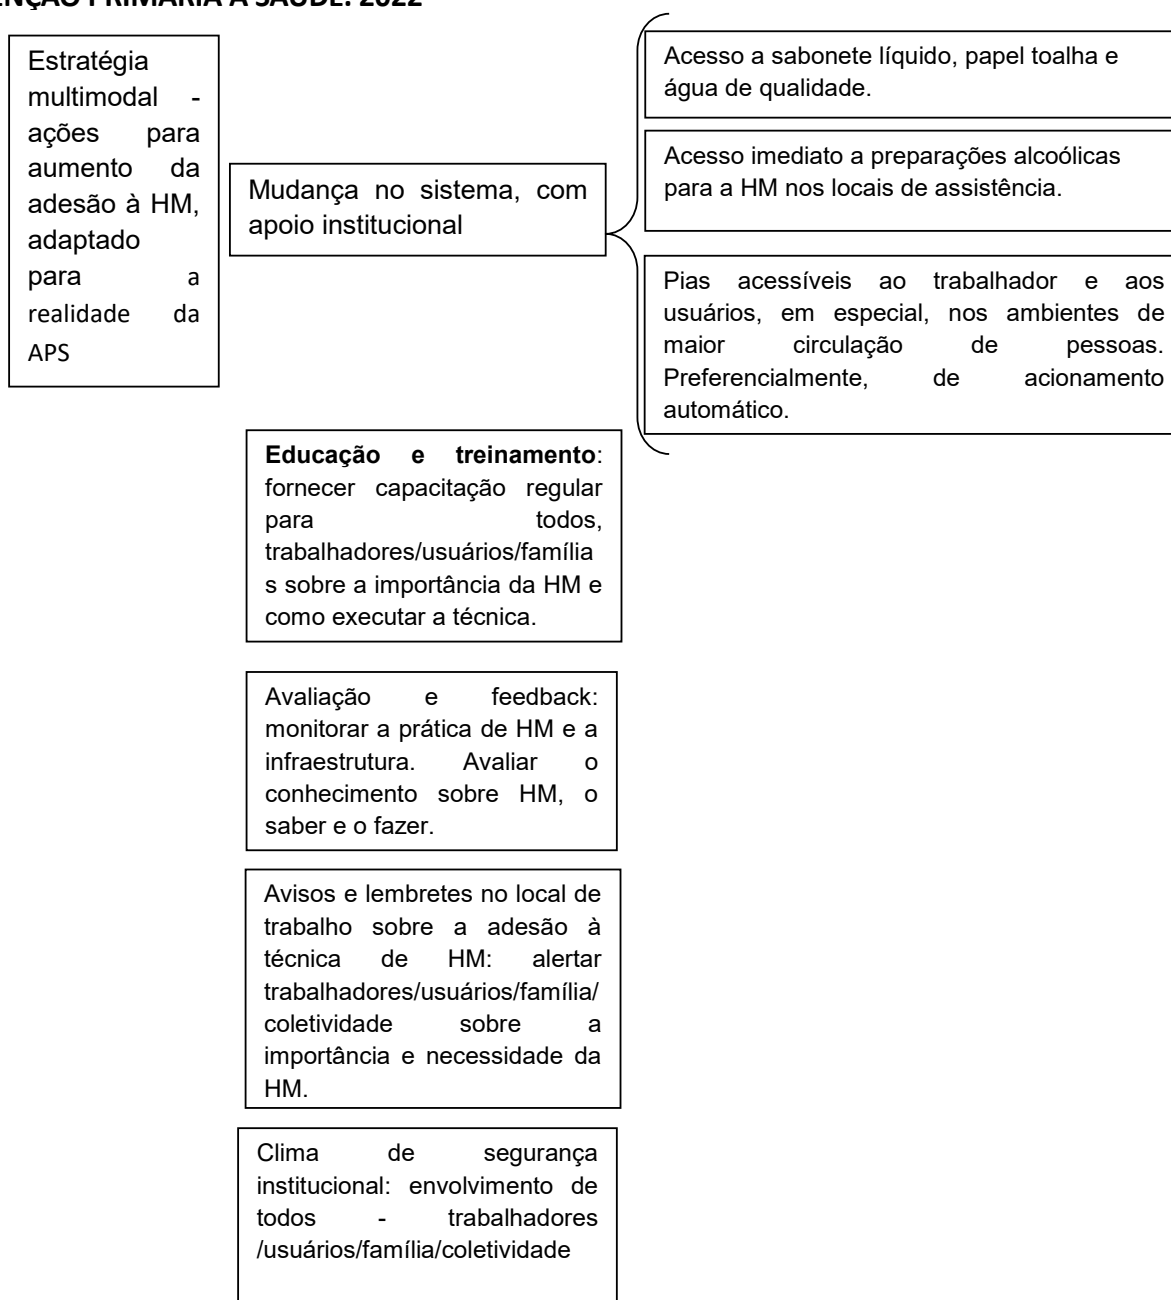 ENÇÃO PRIMÁRIA À SAÚDE. 2022
Estratégia
multimodal -
ações para
aumento da
adesão à HM,
adaptado
para a
realidade da
APS
Mudança no sistema, com
apoio institucional
Acesso a sabonete líquido, papel toalha e
água de qualidade.
Acesso imediato a preparações alcoólicas
para a HM nos locais de assistência.
Pias acessíveis ao trabalhador e aos
usuários, em especial, nos ambientes de
maior circulação de pessoas.
Preferencialmente, de acionamento
automático.
Educação e treinamento:
fornecer capacitação regular
para todos,
trabalhadores/usuários/família
s sobre a importância da HM e
como executar a técnica.
Avaliação e feedback:
monitorar a prática de HM e a
infraestrutura. Avaliar o
conhecimento sobre HM, o
saber e o fazer.
Avisos e lembretes no local de
trabalho sobre a adesão à
técnica de HM: alertar
trabalhadores/usuários/família/
coletividade sobre a
importância e necessidade da
HM.
Clima de segurança
institucional: envolvimento de
todos - trabalhadores
/usuários/família/coletividade